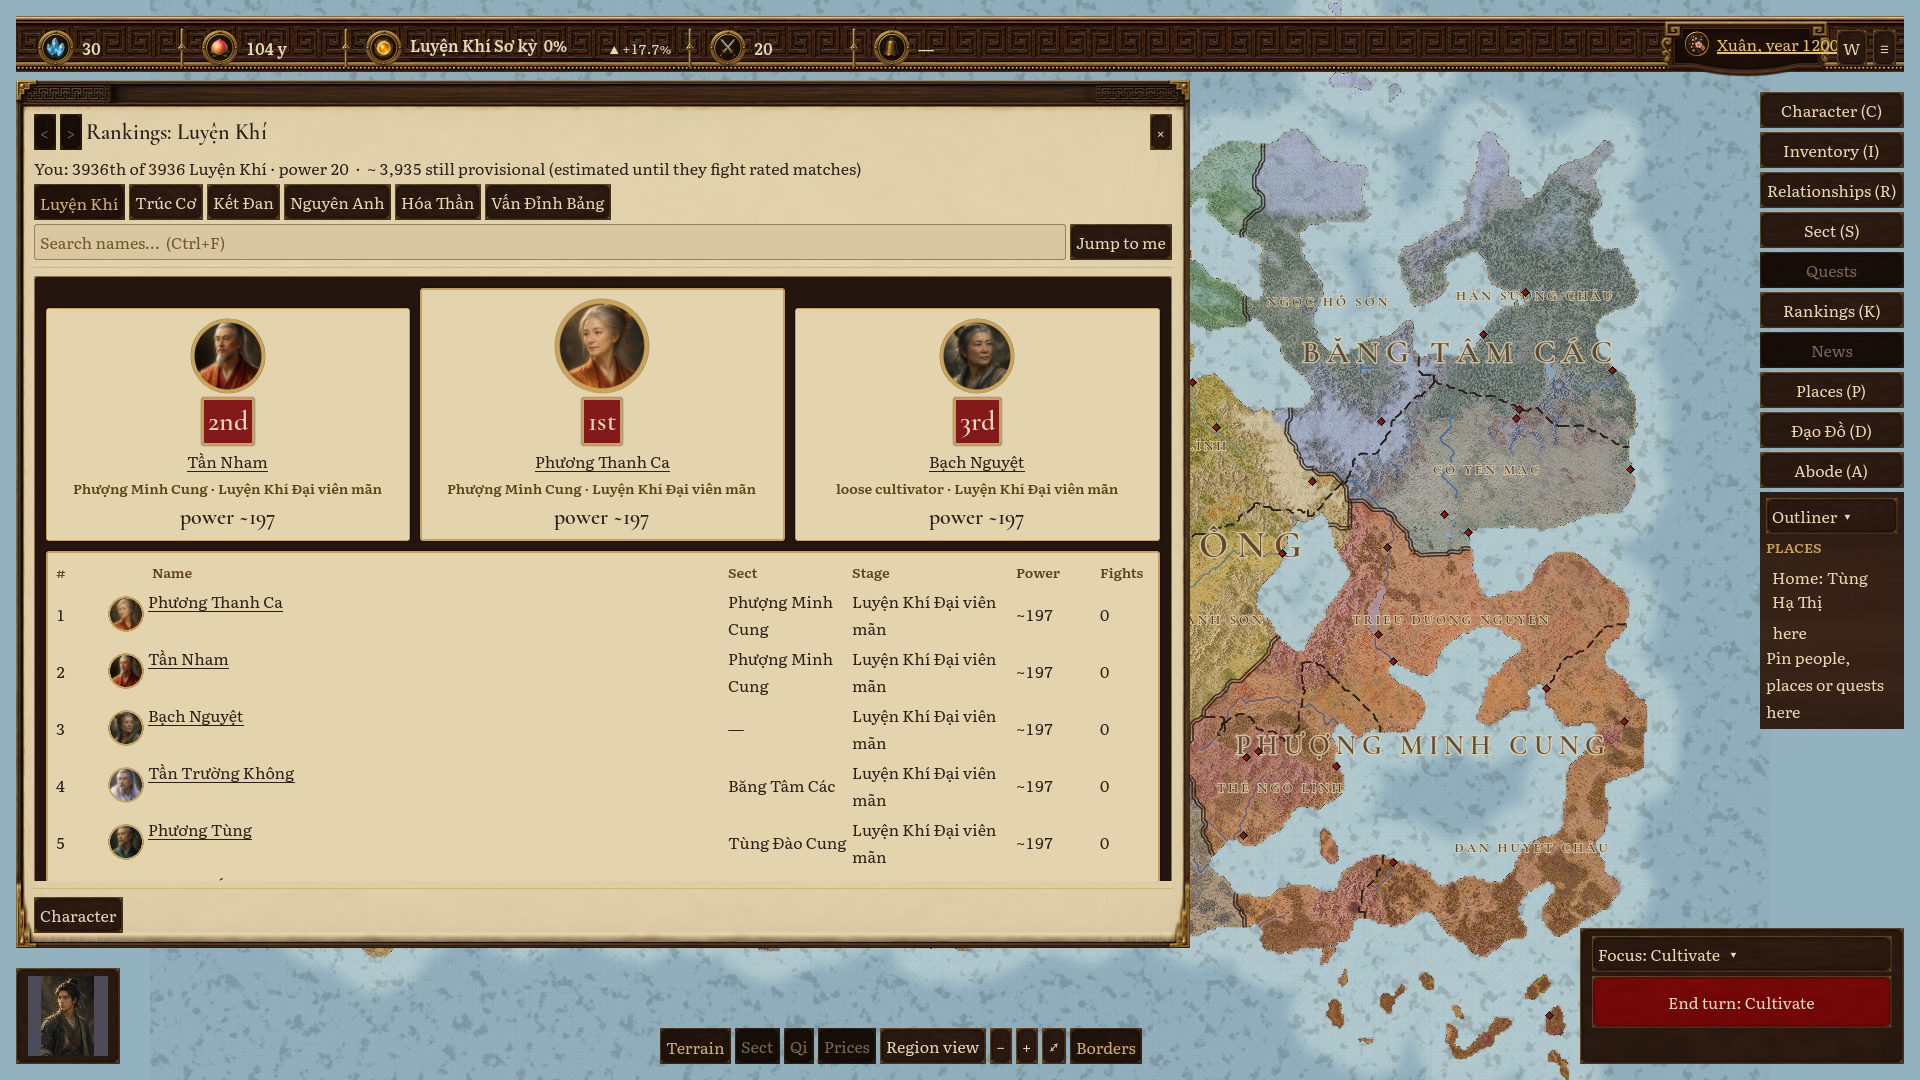 30
104 y
Luyện Khí Sơ kỳ 0%
▲ +17.7%
20
—
Xuân, year 1200
W
≡
< > Rankings: Luyện Khí
×
You: 3936th of 3936 Luyện Khí · power 20 · ~ 3,935 still provisional (estimated until they fight rated matches)
Luyện Khí Trúc Cơ Kết Đan Nguyên Anh Hóa Thần Vấn Đỉnh Bảng
Search names... (Ctrl+F)
Jump to me
2nd
Tần Nham
Phượng Minh Cung · Luyện Khí Đại viên mãn
power ~197
1st
Phương Thanh Ca
Phượng Minh Cung · Luyện Khí Đại viên mãn
power ~197
3rd
Bạch Nguyệt
loose cultivator · Luyện Khí Đại viên mãn
power ~197
# Name Sect Stage Power Fights
1 Phương Thanh Ca Phượng Minh Cung Luyện Khí Đại viên mãn ~197 0
2 Tần Nham Phượng Minh Cung Luyện Khí Đại viên mãn ~197 0
3 Bạch Nguyệt — Luyện Khí Đại viên mãn ~197 0
4 Tần Trường Không Băng Tâm Các Luyện Khí Đại viên mãn ~197 0
5 Phương Tùng Tùng Đào Cung Luyện Khí Đại viên mãn ~197 0
Character
NGỌC HỒ SƠN
HÀN SƯƠNG CHÂU
BĂNG TÂM CÁC
CỔ YÊN MẠC
ÔNG
TRIỀU DƯƠNG NGUYÊN
PHƯỢNG MINH CUNG
THÊ NGÔ LĨNH
ĐAN HUYỆT CHÂU
Character (C)
Inventory (I)
Relationships (R)
Sect (S)
Quests
Rankings (K)
News
Places (P)
Đạo Đồ (D)
Abode (A)
Outliner ▾
PLACES
Home: Tùng
Hạ Thị
here
Pin people,
places or quests
here
Focus: Cultivate ▾
End turn: Cultivate
Terrain Sect Qi Prices Region view − + ⤢ Borders